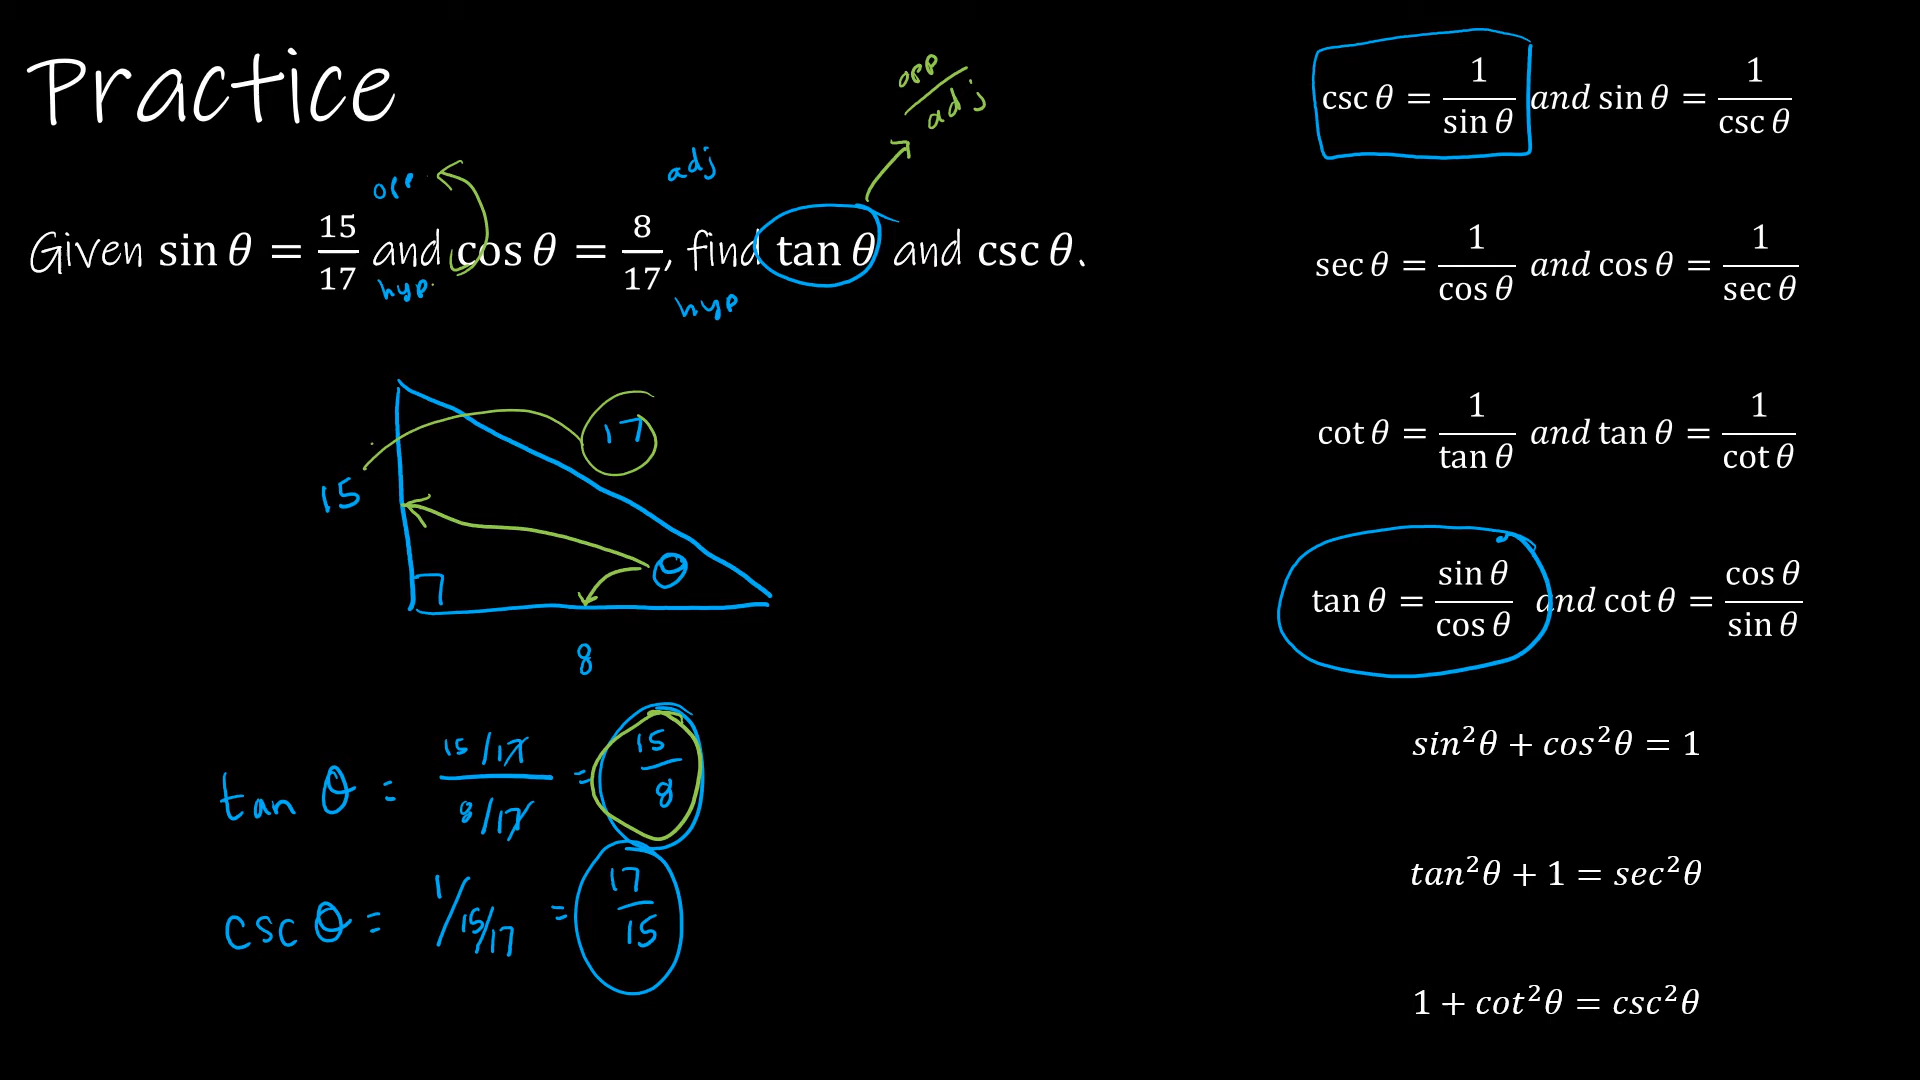 Practice
opp/adj
opp
adj
Given sin θ = 15/17 and cos θ = 8/17, find tan θ and csc θ.
hyp.
hyp
17
15
θ
8
tan θ = (15/17)/(8/17) = 15/8
csc θ = 1/15/17 = 17/15
csc θ = 1/sin θ and sin θ = 1/csc θ
sec θ = 1/cos θ and cos θ = 1/sec θ
cot θ = 1/tan θ and tan θ = 1/cot θ
tan θ = sin θ/cos θ and cot θ = cos θ/sin θ
sin²θ + cos²θ = 1
tan²θ + 1 = sec²θ
1 + cot²θ = csc²θ